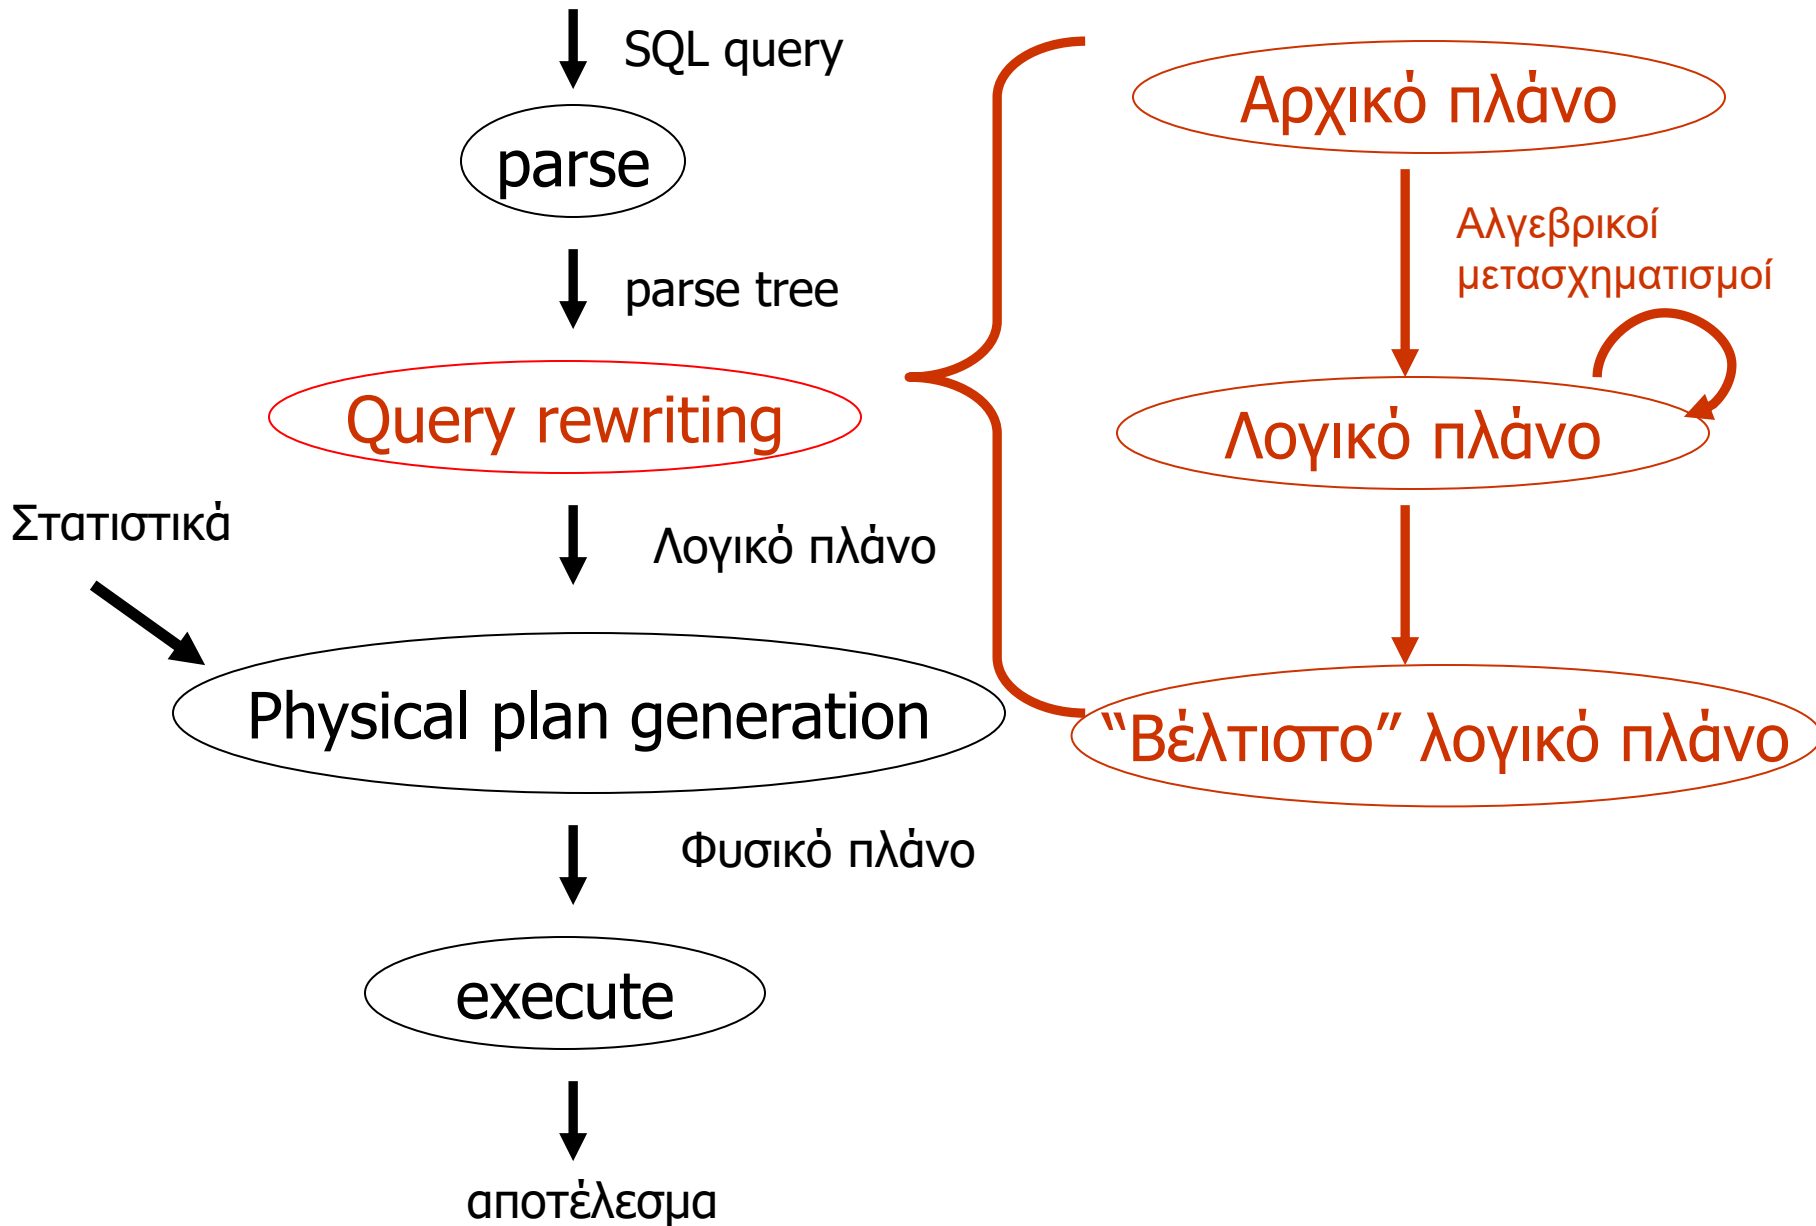 SQL query
parse
parse tree
Query rewriting
Στατιστικά
Λογικό πλάνο
Physical plan generation
Φυσικό πλάνο
execute
αποτέλεσμα
Αρχικό πλάνο
Αλγεβρικοί
μετασχηματισμοί
Λογικό πλάνο
“Βέλτιστο” λογικό πλάνο